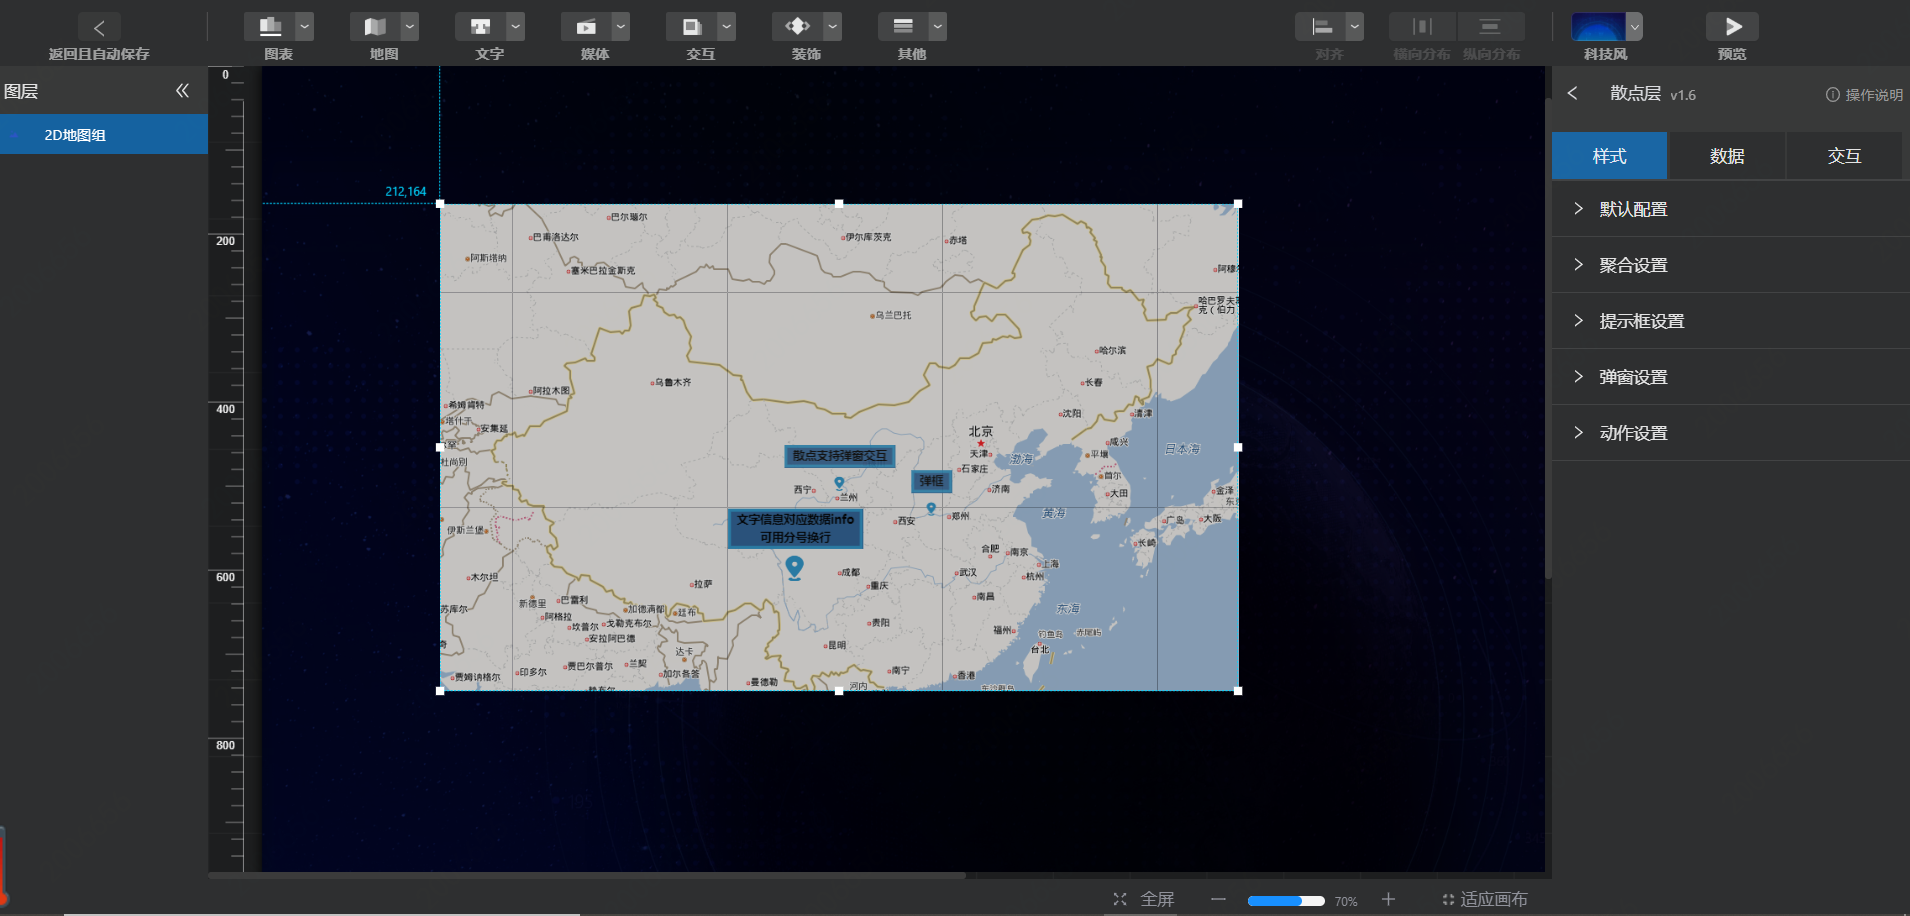 返回且自动保存
图表
地图
文字
媒体
交互
装饰
其他
对齐
横向分布
纵向分布
科技风
预览
图层
2D地图组
0
200
400
600
800
212,164
巴尔瑙尔
巴甫洛达尔
伊尔库茨克
赤塔
阿斯塔纳
塞米巴拉金斯克
哈巴罗夫斯
克（伯力）
乌兰巴托
哈尔滨
乌鲁木齐
长春
阿拉木图
希姆肯特
沈阳
清津
塔什干
安集延
北京
咸兴
日本海
天津
渤海
平壤
杜尚别
散点支持弹窗交互
石家庄
首尔
弹框
西宁
兰州
济南
大田
金泽
黄海
文字信息对应数据info
可用分号换行
西安
郑州
广岛
大阪
伊斯兰堡
长崎
合肥
南京
上海
木尔坦
拉萨
成都
重庆
武汉
杭州
新德里
巴雷利
南昌
苏库尔
加德满都
廷布
东海
阿格拉
坎普尔
戈勒克布尔
贵阳
福州
钓鱼岛
赤尾屿
安拉阿巴德
昆明
台北
达卡
贾巴尔普尔
兰契
印多尔
加尔各答
南宁
香港
贾姆纳格尔
曼德勒
河内
散点层 v1.6
操作说明
样式
数据
交互
默认配置
聚合设置
提示框设置
弹窗设置
动作设置
全屏
70%
适应画布